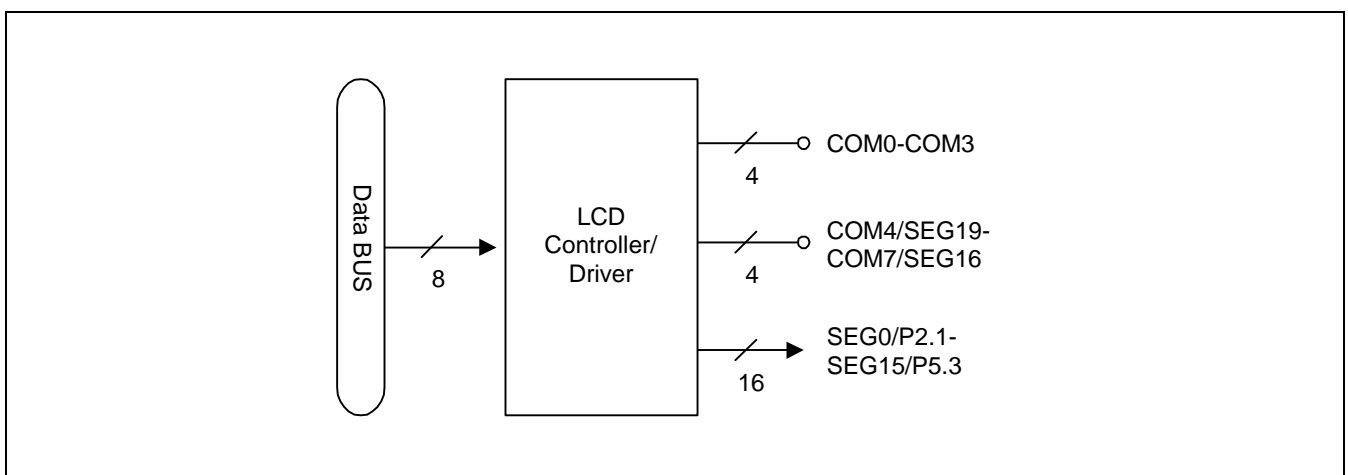 Data BUS
8
LCD
Controller/
Driver
COM0-COM3
4
COM4/SEG19-
COM7/SEG16
4
SEG0/P2.1-
SEG15/P5.3
16